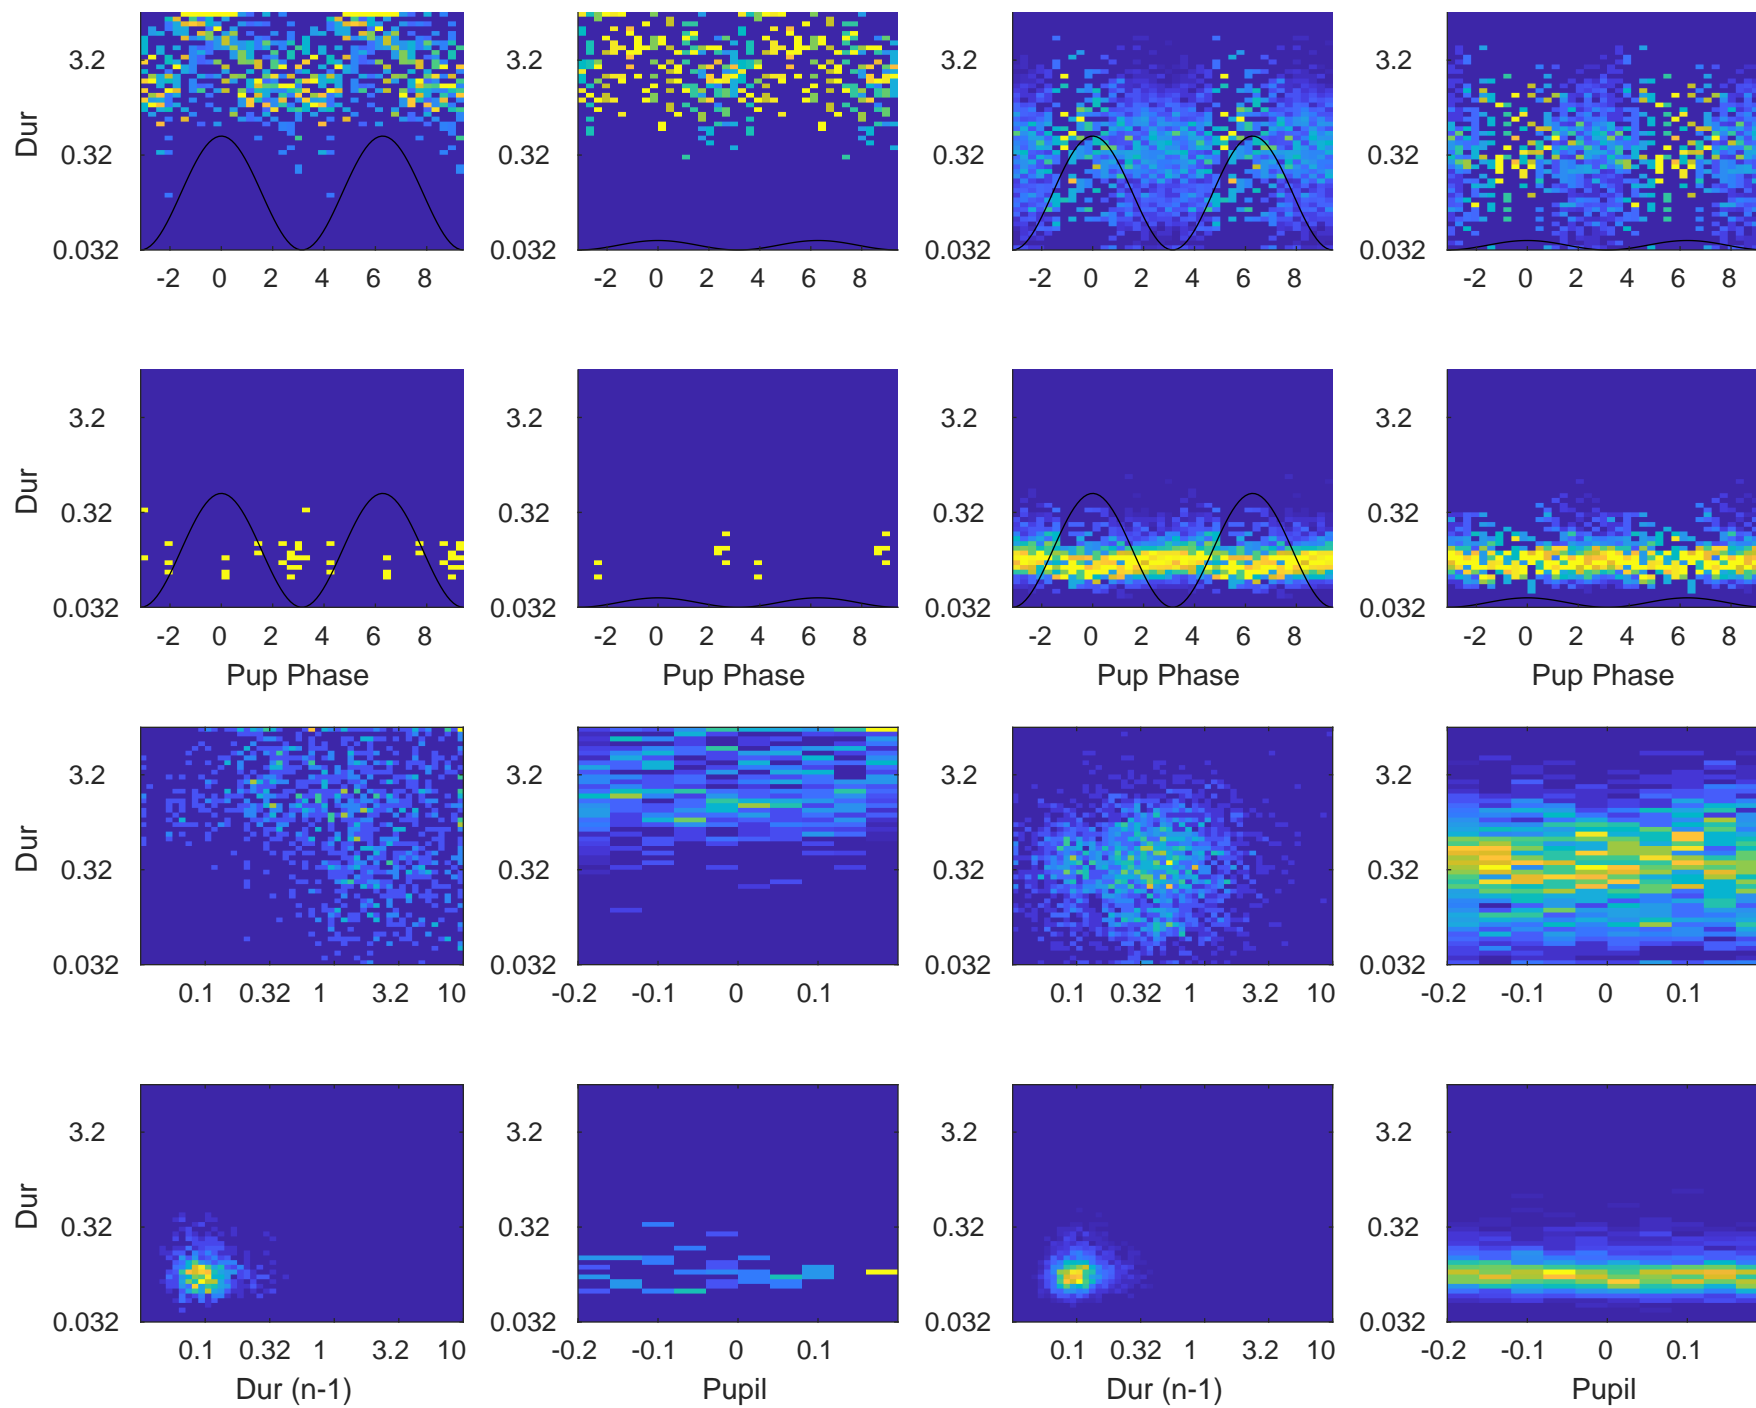 3.2 3.2 3.2 3.2
Dur
0.32 0.32 0.32 0.32
0.032 0.032 0.032 0.032
-2 0 2 4 6 8 -2 0 2 4 6 8 -2 0 2 4 6 8 -2 0 2 4 6 8
3.2 3.2 3.2 3.2
Dur
0.32 0.32 0.32 0.32
0.032 0.032 0.032 0.032
-2 0 2 4 6 8 -2 0 2 4 6 8 -2 0 2 4 6 8 -2 0 2 4 6 8
Pup Phase Pup Phase Pup Phase Pup Phase
3.2 3.2 3.2 3.2
Dur
0.32 0.32 0.32 0.32
0.032 0.032 0.032 0.032
0.1 0.32 1 3.2 10 -0.2 -0.1 0 0.1 0.1 0.32 1 3.2 10 -0.2 -0.1 0 0.1
3.2 3.2 3.2 3.2
Dur
0.32 0.32 0.32 0.32
0.032 0.032 0.032 0.032
0.1 0.32 1 3.2 10 -0.2 -0.1 0 0.1 0.1 0.32 1 3.2 10 -0.2 -0.1 0 0.1
Dur (n-1) Pupil Dur (n-1) Pupil